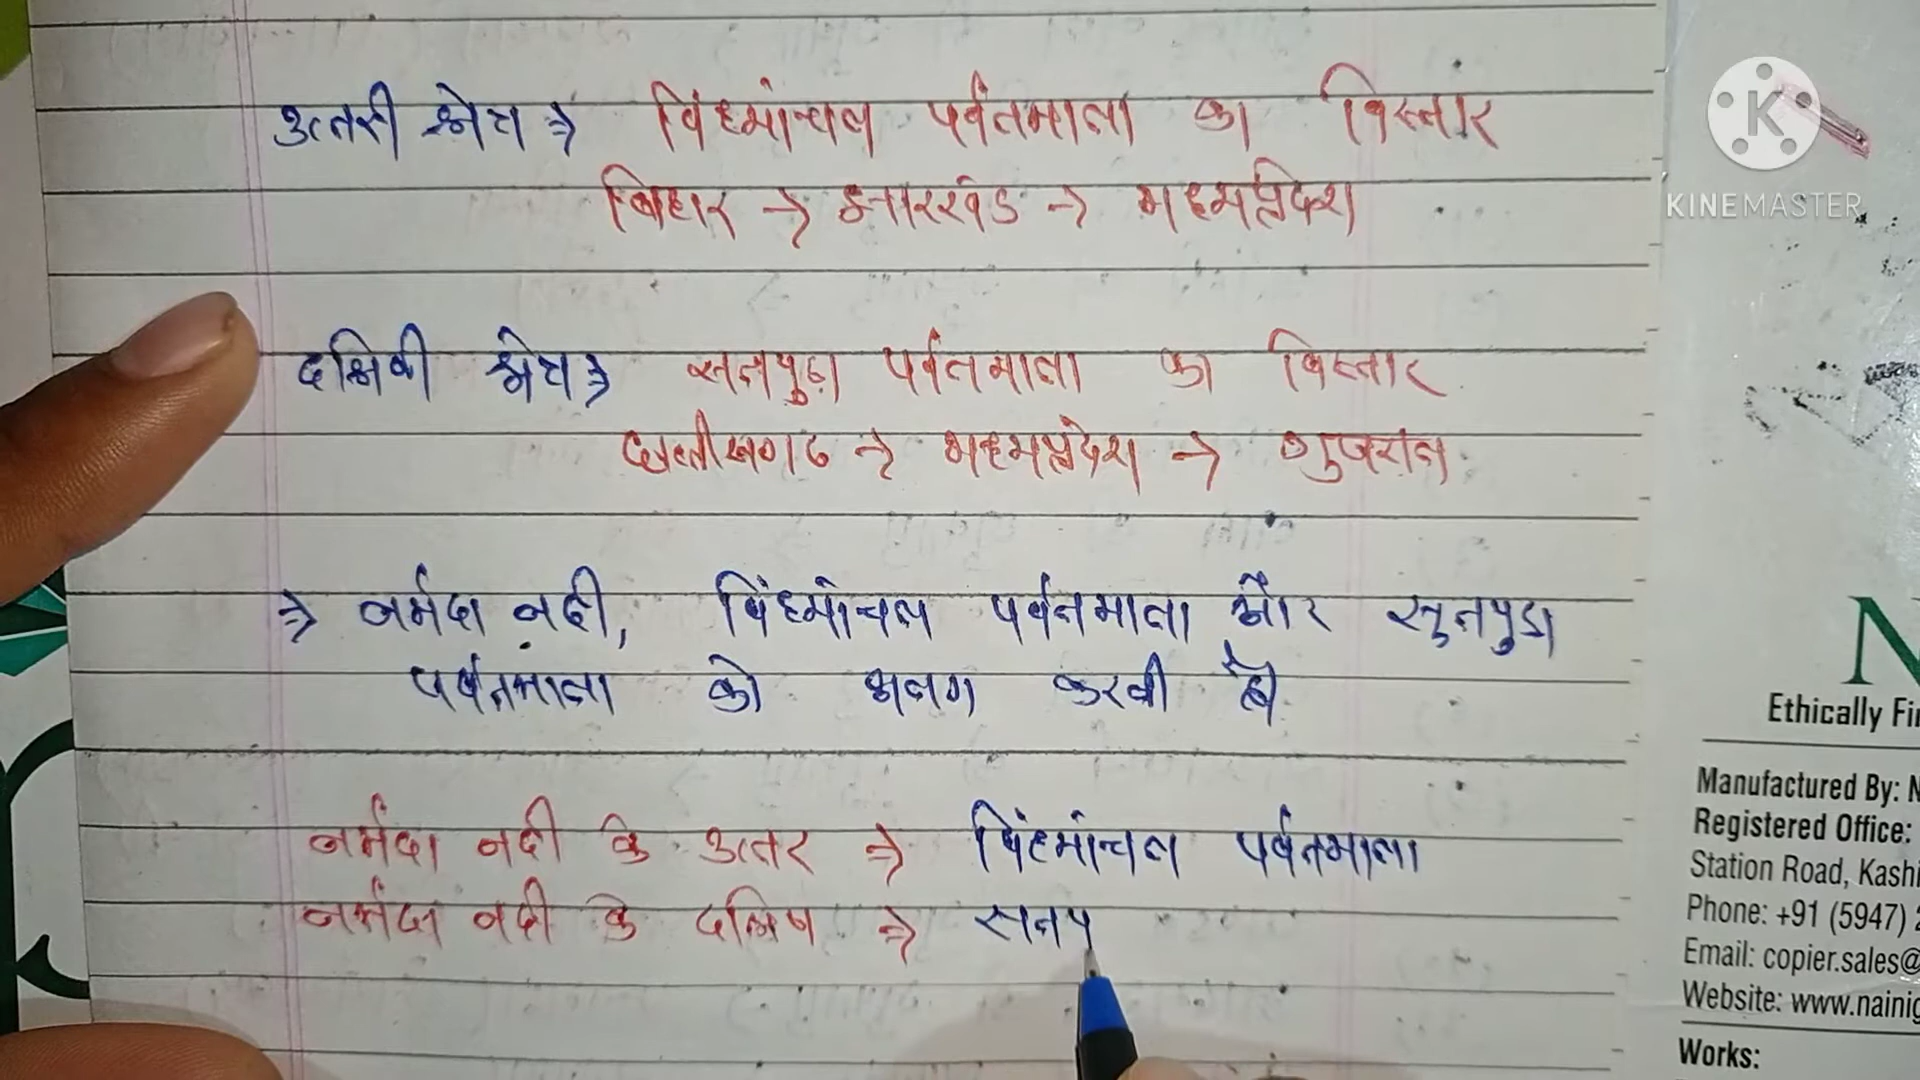 उत्तरी क्षेत्र ⇒ विंध्यांचल पर्वतमाला का विस्तार
बिहार → झारखंड → मध्यप्रदेश
दक्षिणी क्षेत्र ⇒ सतपुड़ा पर्वतमाला का विस्तार
छत्तीसगढ → मध्यप्रदेश → गुजरात
⇒ नर्मदा नदी, विंध्यांचल पर्वतमाला और सतपुडा
पर्वतमाला को अलग करती है
नर्मदा नदी के उत्तर ⇒ विंध्यांचल पर्वतमाला
नर्मदा नदी के दक्षिण ⇒ सतप
K
KINEMASTER
N
Ethically Fi
Manufactured By: N
Registered Office:
Station Road, Kashi
Phone: +91 (5947) 2
Email: copier.sales@
Website: www.nainig
Works: